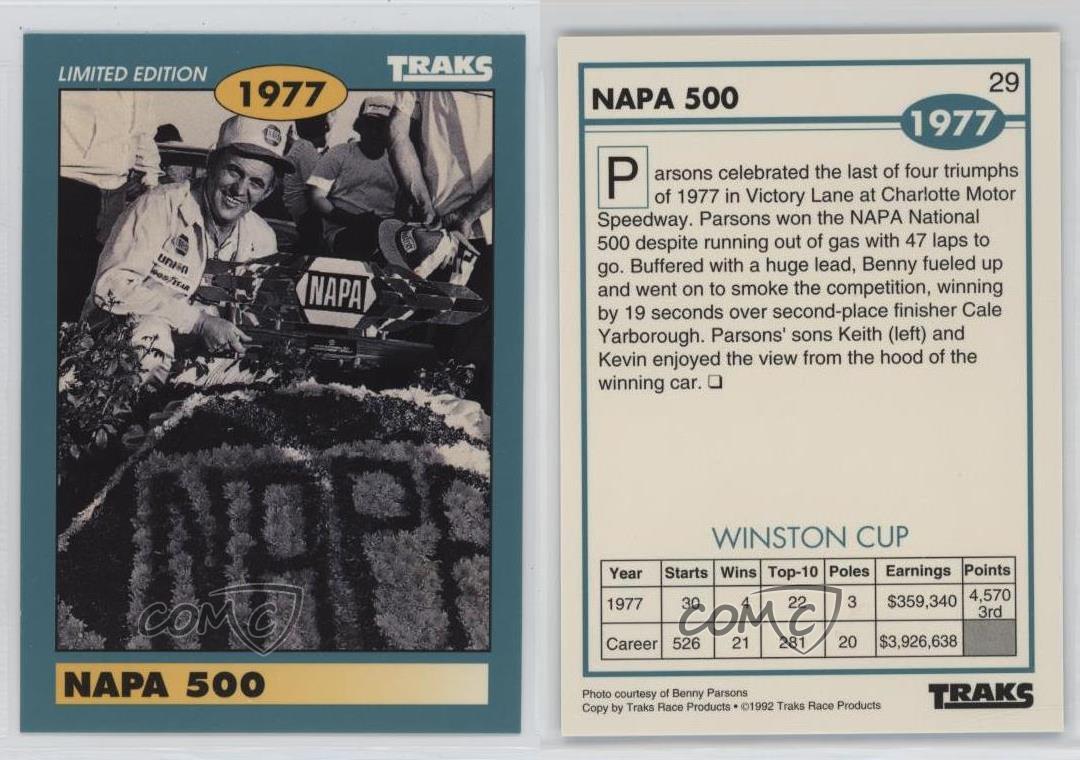 LIMITED EDITION
TRAKS
1977
NAPA
UNION
GOODYEAR
NAPA
NAPA
NAPA 500
COMC
29
NAPA 500
1977
Parsons celebrated the last of four triumphs
of 1977 in Victory Lane at Charlotte Motor
Speedway. Parsons won the NAPA National
500 despite running out of gas with 47 laps to
go. Buffered with a huge lead, Benny fueled up
and went on to smoke the competition, winning
by 19 seconds over second-place finisher Cale
Yarborough. Parsons' sons Keith (left) and
Kevin enjoyed the view from the hood of the
winning car. ❑
WINSTON CUP
Year Starts Wins Top-10 Poles Earnings Points
1977 30 4 22 3 $359,340 4,570 3rd
Career 526 21 281 20 $3,926,638
COMC
Photo courtesy of Benny Parsons
Copy by Traks Race Products • ©1992 Traks Race Products
TRAKS